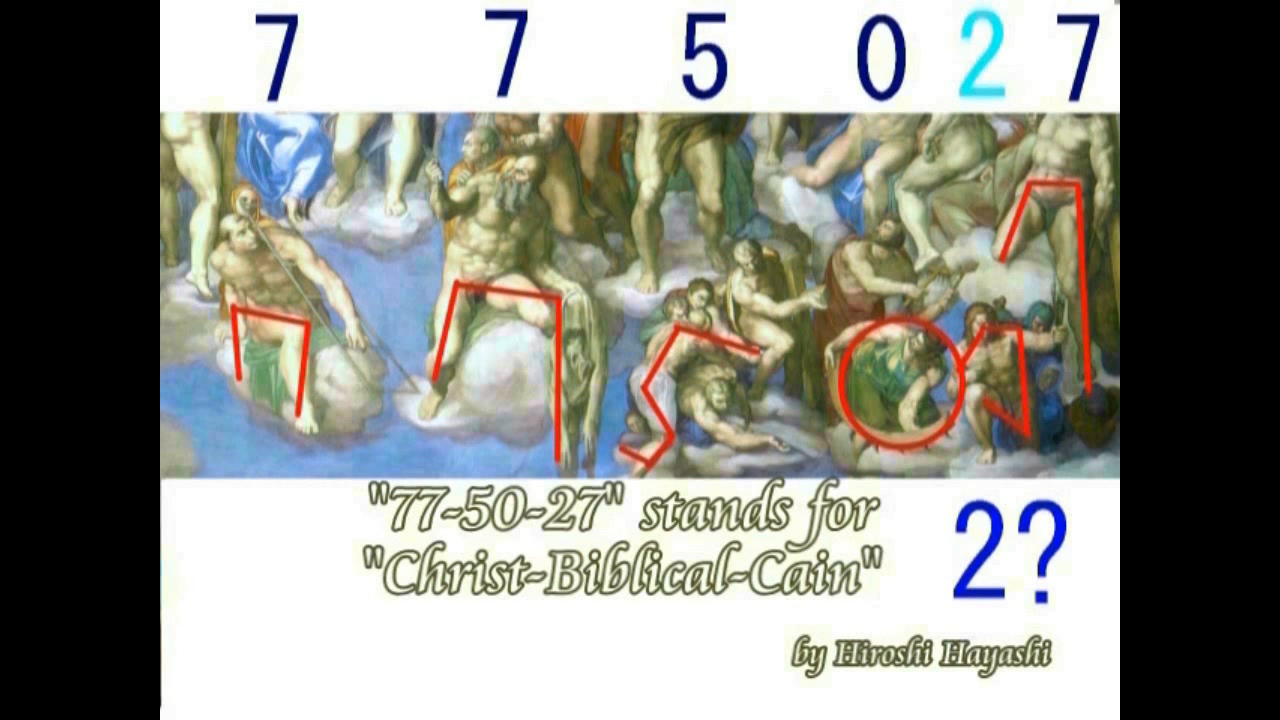 7 7 5 0 2 7
"77-50-27" stands for
"Christ-Biblical-Cain"
2?
by Hiroshi Hayashi